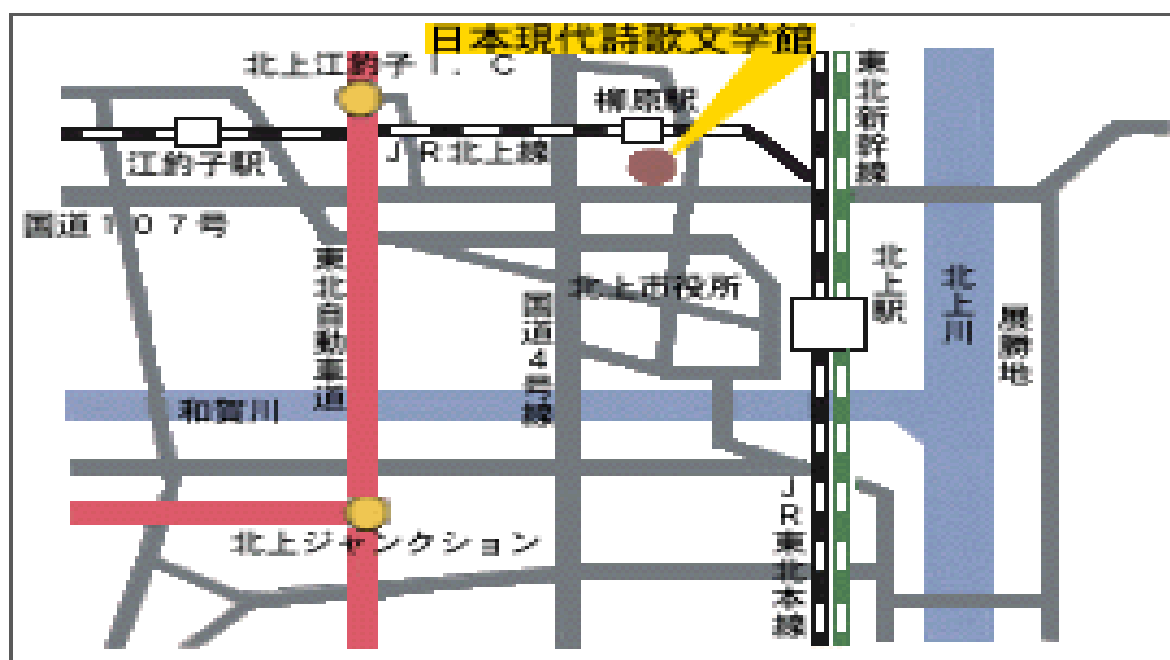 日本現代詩歌文学館
北上江釣子I.C
柳原駅
東北新幹線
江釣子駅
JR北上線
国道107号
東北自動車道
北上市役所
国道4号線
北上駅
北上川
展勝地
和賀川
北上ジャンクション
JR東北本線